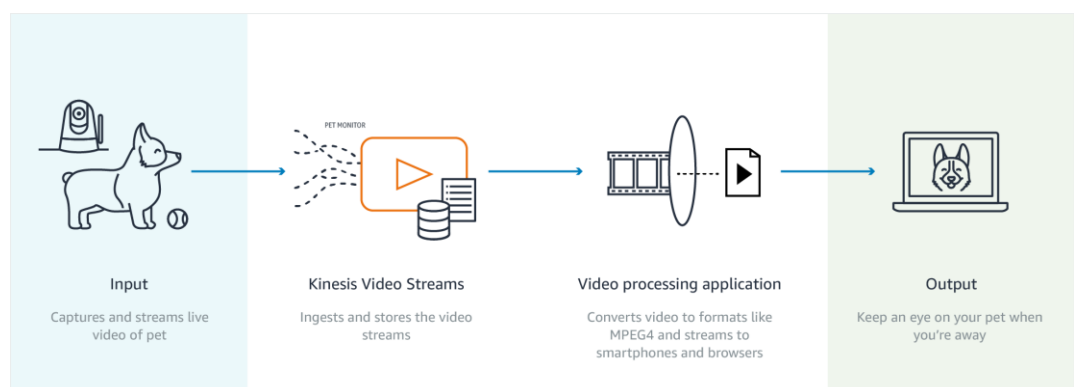 PET MONITOR
Input
Captures and streams live
video of pet
Kinesis Video Streams
Ingests and stores the video
streams
Video processing application
Converts video to formats like
MPEG4 and streams to
smartphones and browsers
Output
Keep an eye on your pet when
you're away